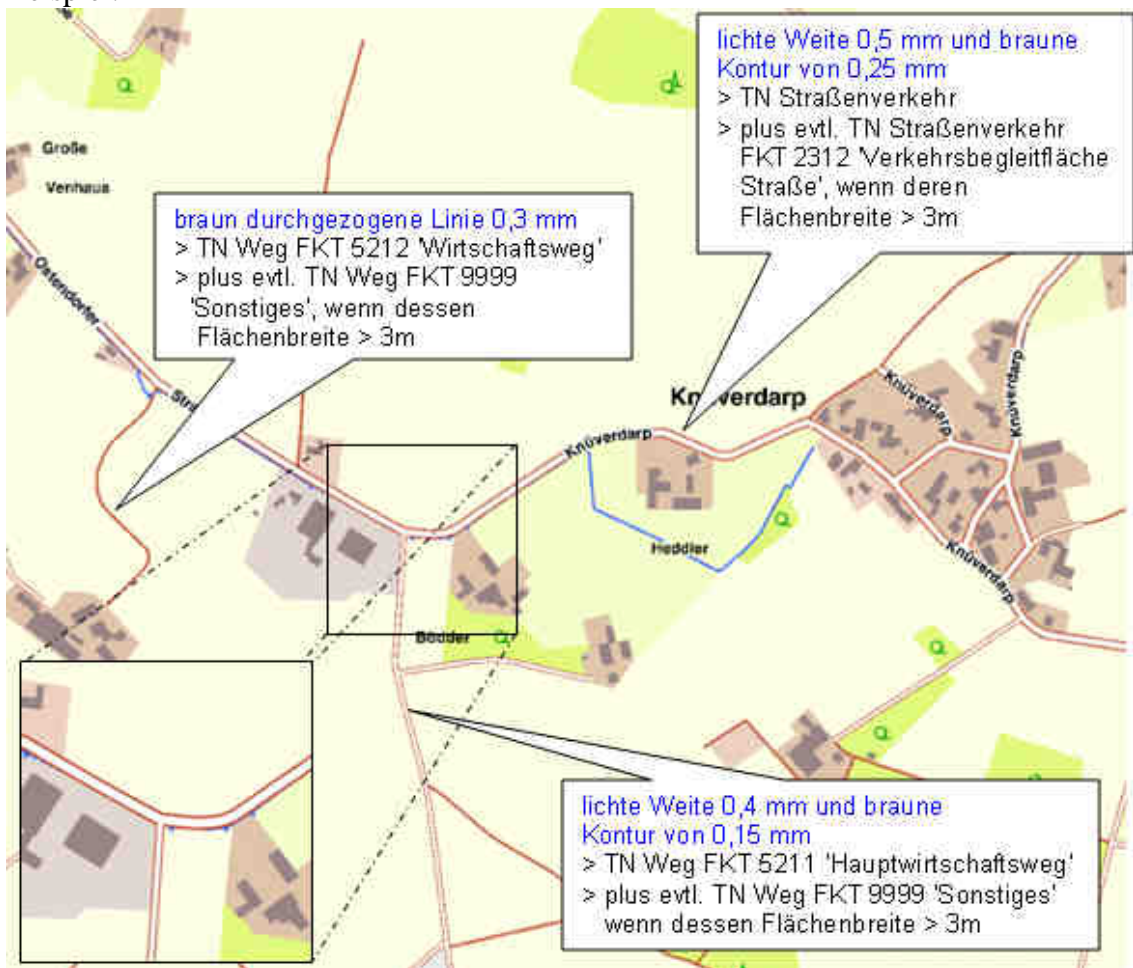 lichte Weite 0,5 mm und braune
Kontur von 0,25 mm
> TN Straßenverkehr
> plus evtl. TN Straßenverkehr
FKT 2312 'Verkehrsbegleitfläche
Straße', wenn deren
Flächenbreite > 3m
Große
Venhaus
braun durchgezogene Linie 0,3 mm
> TN Weg FKT 5212 'Wirtschaftsweg'
> plus evtl. TN Weg FKT 9999
'Sonstiges', wenn dessen
Flächenbreite > 3m
Ostendorfer
Knüverdarp
Knüverdarp
Knüverdarp
Knüverdarp
Heddier
Knüverdarp
Bödder
lichte Weite 0,4 mm und braune
Kontur von 0,15 mm
> TN Weg FKT 5211 'Hauptwirtschaftsweg'
> plus evtl. TN Weg FKT 9999 'Sonstiges'
wenn dessen Flächenbreite > 3m